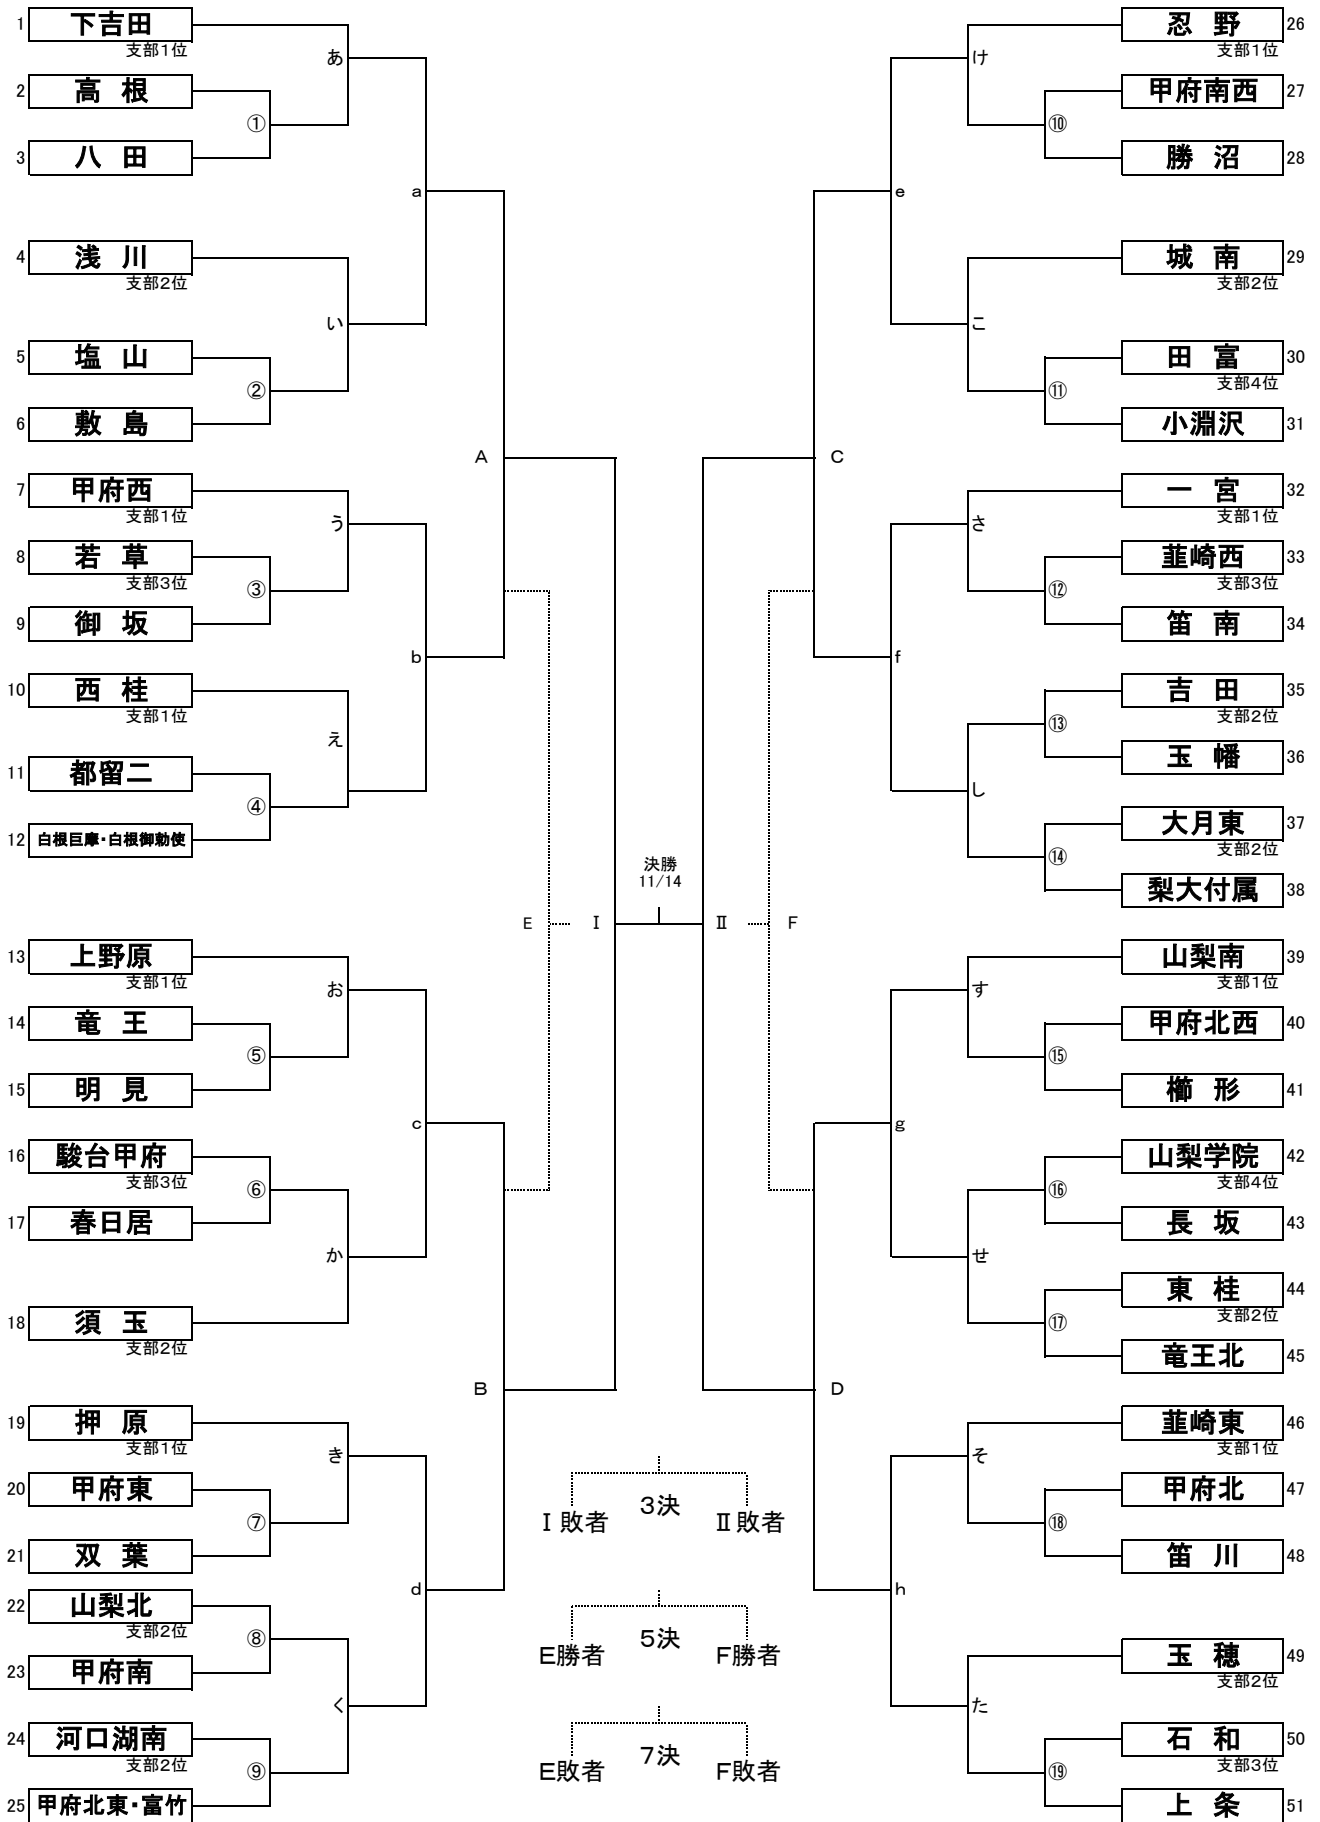 1 下吉田
支部1位
あ
2 高根
①
3 八田
a
4 浅川
支部2位
い
5 塩山
②
6 敷島
A
7 甲府西
支部1位
う
8 若草
支部3位
③
9 御坂
b
10 西桂
支部1位
え
11 都留二
④
12 白根巨摩・白根御勅使
13 上野原
支部1位
お
14 竜王
⑤
15 明見
c
16 駿台甲府
支部3位
⑥
17 春日居
か
18 須玉
支部2位
B
19 押原
支部1位
き
20 甲府東
⑦
21 双葉
d
22 山梨北
支部2位
⑧
23 甲府南
く
24 河口湖南
支部2位
⑨
25 甲府北東・富竹
決勝
11/14
E Ⅰ Ⅱ F
3決
Ⅰ敗者 Ⅱ敗者
5決
E勝者 F勝者
7決
E敗者 F敗者
忍野 26
支部1位
け
甲府南西 27
⑩
勝沼 28
e
城南 29
支部2位
こ
田富 30
支部4位
⑪
小淵沢 31
C
一宮 32
支部1位
さ
韮崎西 33
支部3位
⑫
笛南 34
f
吉田 35
支部2位
⑬
玉幡 36
し
大月東 37
支部2位
⑭
梨大付属 38
山梨南 39
支部1位
す
甲府北西 40
⑮
櫛形 41
g
山梨学院 42
支部4位
⑯
長坂 43
せ
東桂 44
支部2位
⑰
竜王北 45
D
韮崎東 46
支部1位
そ
甲府北 47
⑱
笛川 48
h
玉穂 49
支部2位
た
石和 50
支部3位
⑲
上条 51